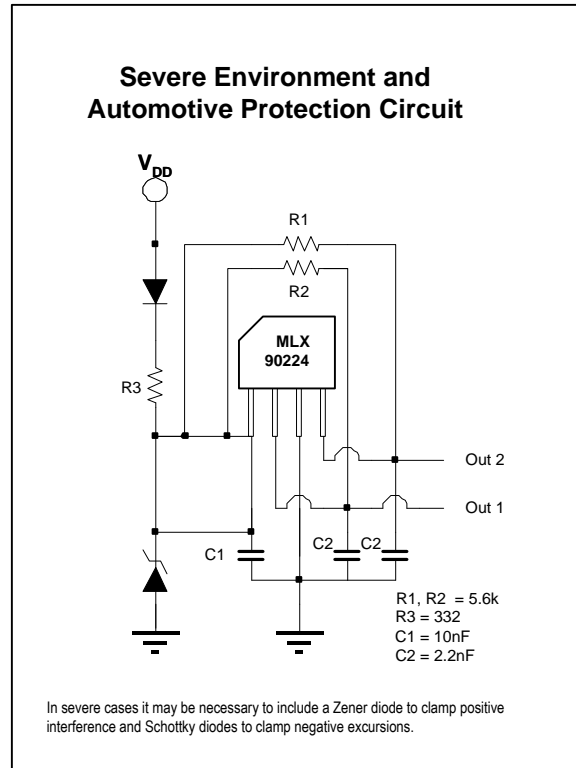 Severe Environment and
Automotive Protection Circuit
VDD
R1
R2
MLX
90224
R3
Out 2
Out 1
C1
C2
C2
R1, R2 = 5.6k
R3 = 332
C1 = 10nF
C2 = 2.2nF
In severe cases it may be necessary to include a Zener diode to clamp positive
interference and Schottky diodes to clamp negative excursions.